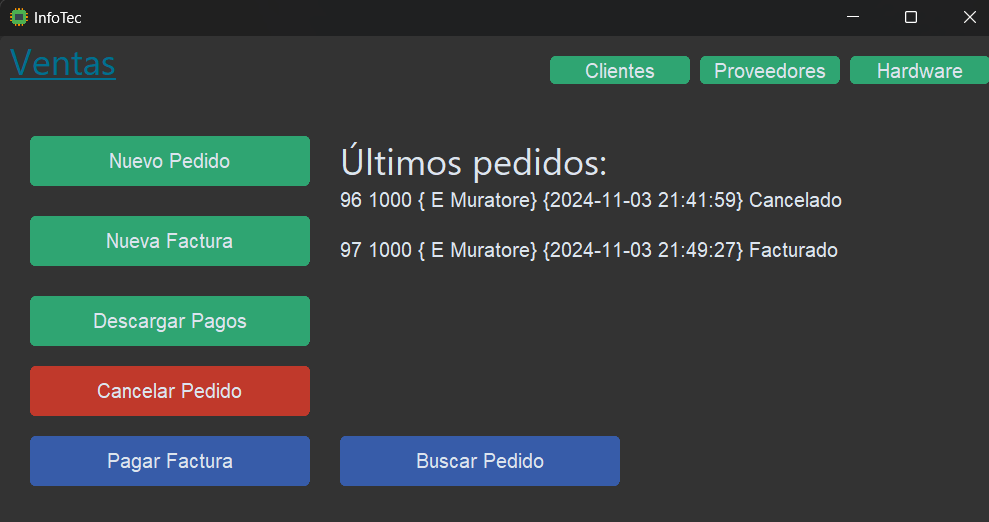 InfoTec
Ventas
Clientes
Proveedores
Hardware
Nuevo Pedido
Nueva Factura
Descargar Pagos
Cancelar Pedido
Pagar Factura
Últimos pedidos:
96 1000 { E Muratore} {2024-11-03 21:41:59} Cancelado
97 1000 { E Muratore} {2024-11-03 21:49:27} Facturado
Buscar Pedido